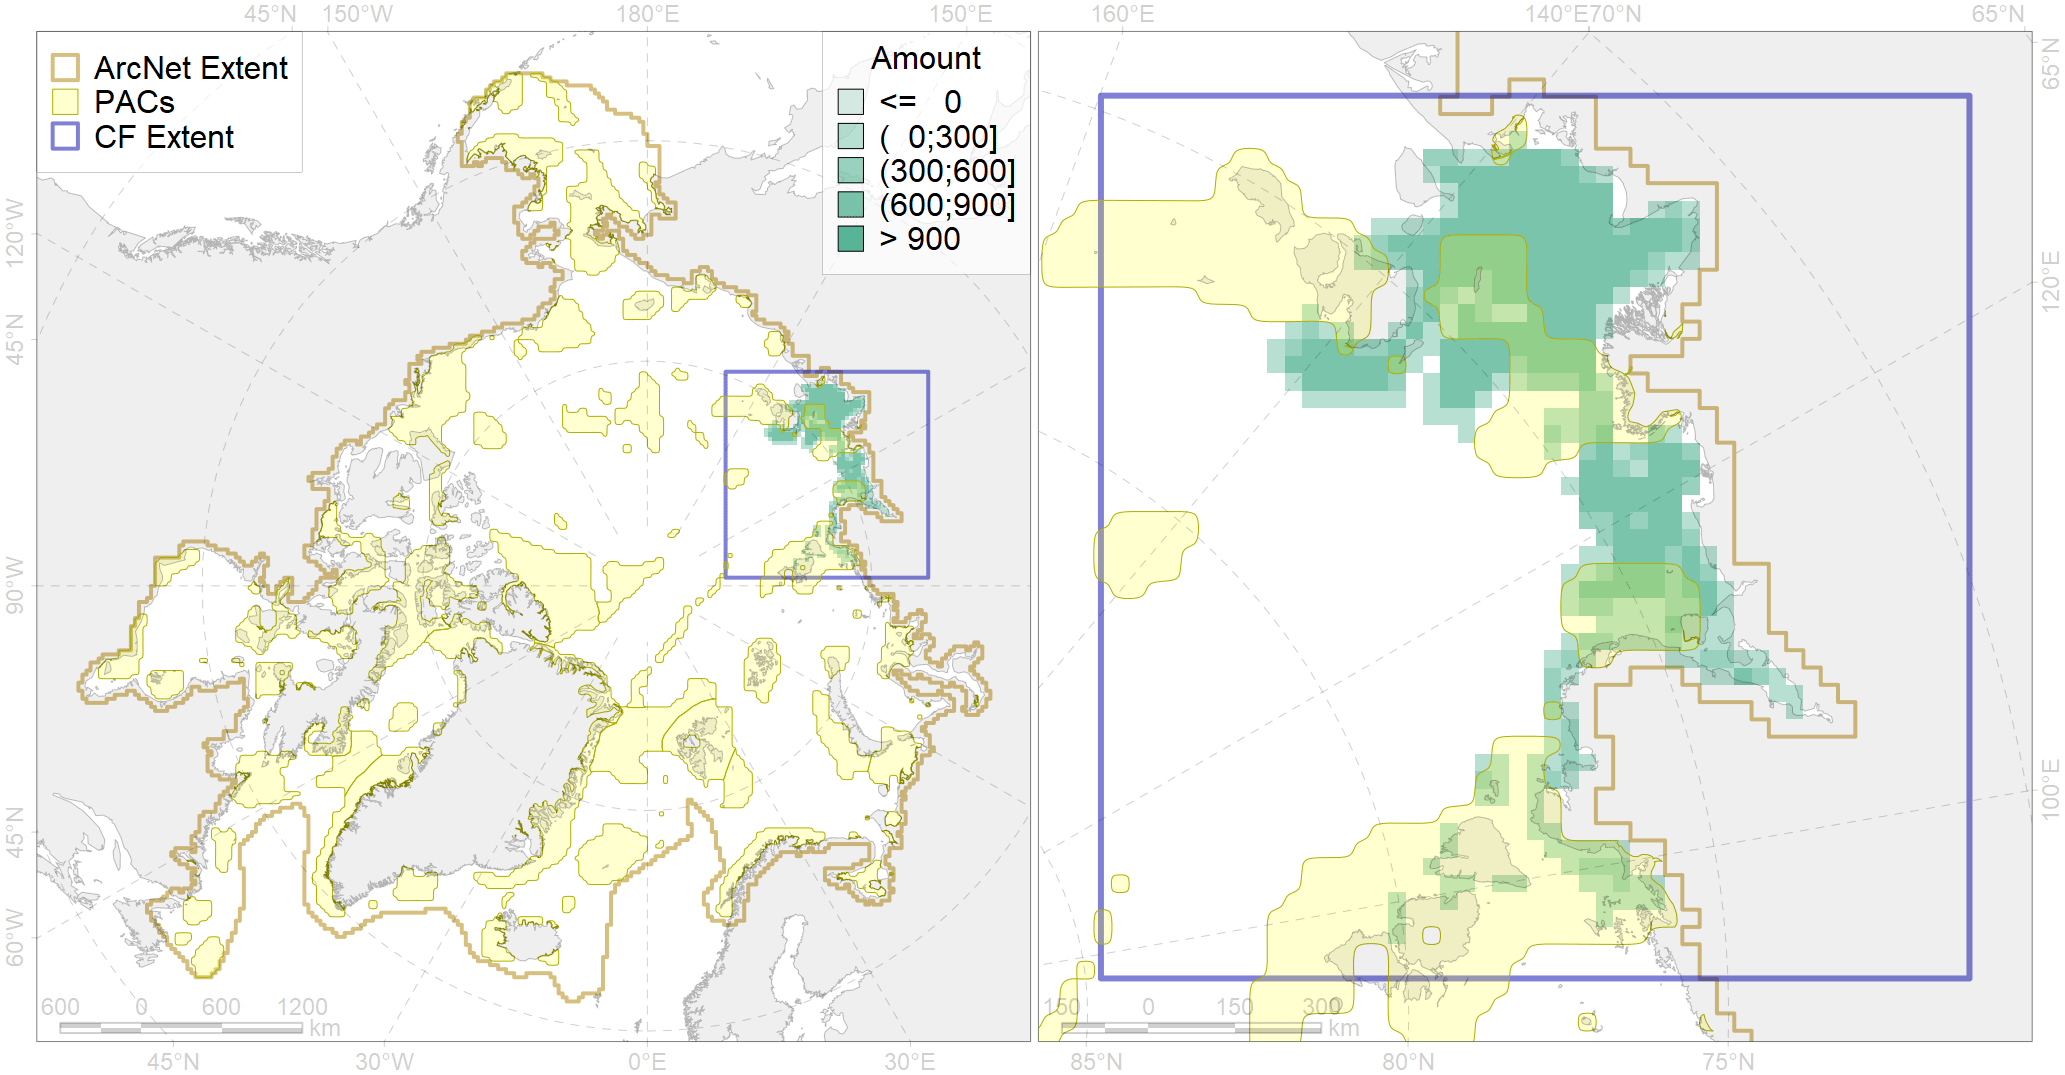 45°N 150°W 180°E 150°E 160°E 140°E 70°N 65°N
ArcNet Extent
PACs
CF Extent
Amount
<= 0
( 0;300]
(300;600]
(600;900]
> 900
120°W
45°N
90°W
45°N
60°W
65°N
120°E
100°E
600 0 600 1200
km
150 0 150 300
km
45°N 30°W 0°E 30°E 85°N 80°N 75°N